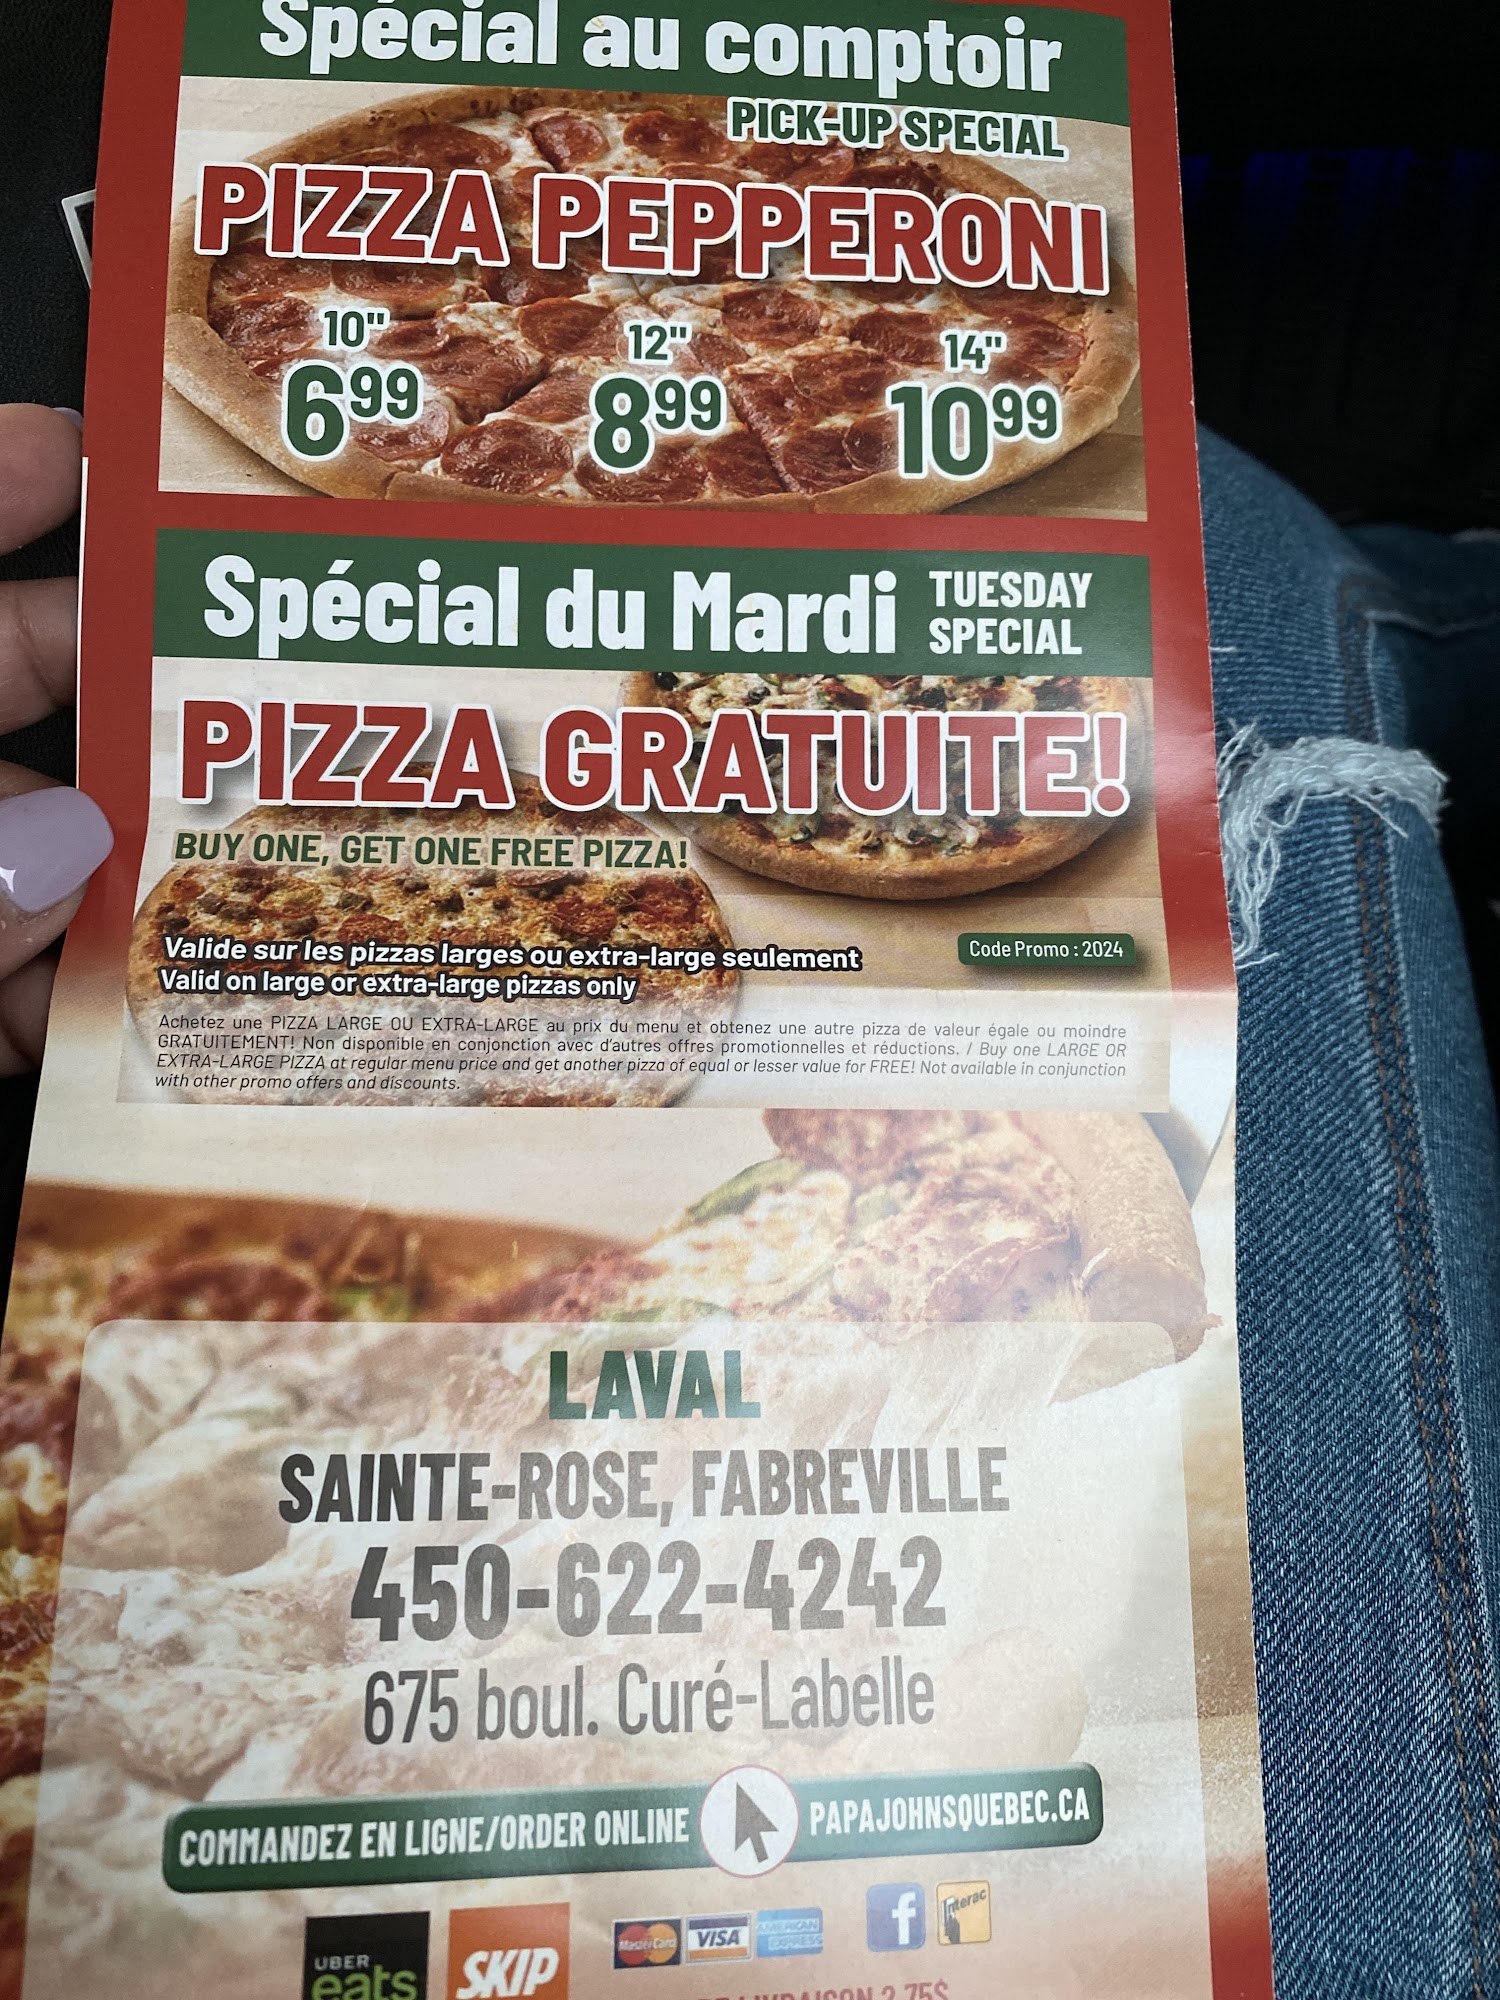 Spécial au comptoir
PICK-UP SPECIAL
PIZZA PEPPERONI
10" 12" 14"
6.99 8.99 10.99
Spécial du Mardi TUESDAY SPECIAL
PIZZA GRATUITE!
BUY ONE, GET ONE FREE PIZZA!
Valide sur les pizzas larges ou extra-large seulement
Valid on large or extra-large pizzas only
Code Promo : 2024
Achetez une PIZZA LARGE OU EXTRA-LARGE au prix du menu et obtenez une autre pizza de valeur égale ou moindre
GRATUITEMENT! Non disponible en conjonction avec d'autres offres promotionnelles et réductions. / Buy one LARGE OR
EXTRA-LARGE PIZZA at regular menu price and get another pizza of equal or lesser value for FREE! Not available in conjunction
with other promo offers and discounts.
LAVAL
SAINTE-ROSE, FABREVILLE
450-622-4242
675 boul. Curé-Labelle
COMMANDEZ EN LIGNE/ORDER ONLINE PAPAJOHNSQUEBEC.CA
UBER eats SKIP MasterCard VISA AMERICAN EXPRESS f Interac
LIVRAISON 2,75$